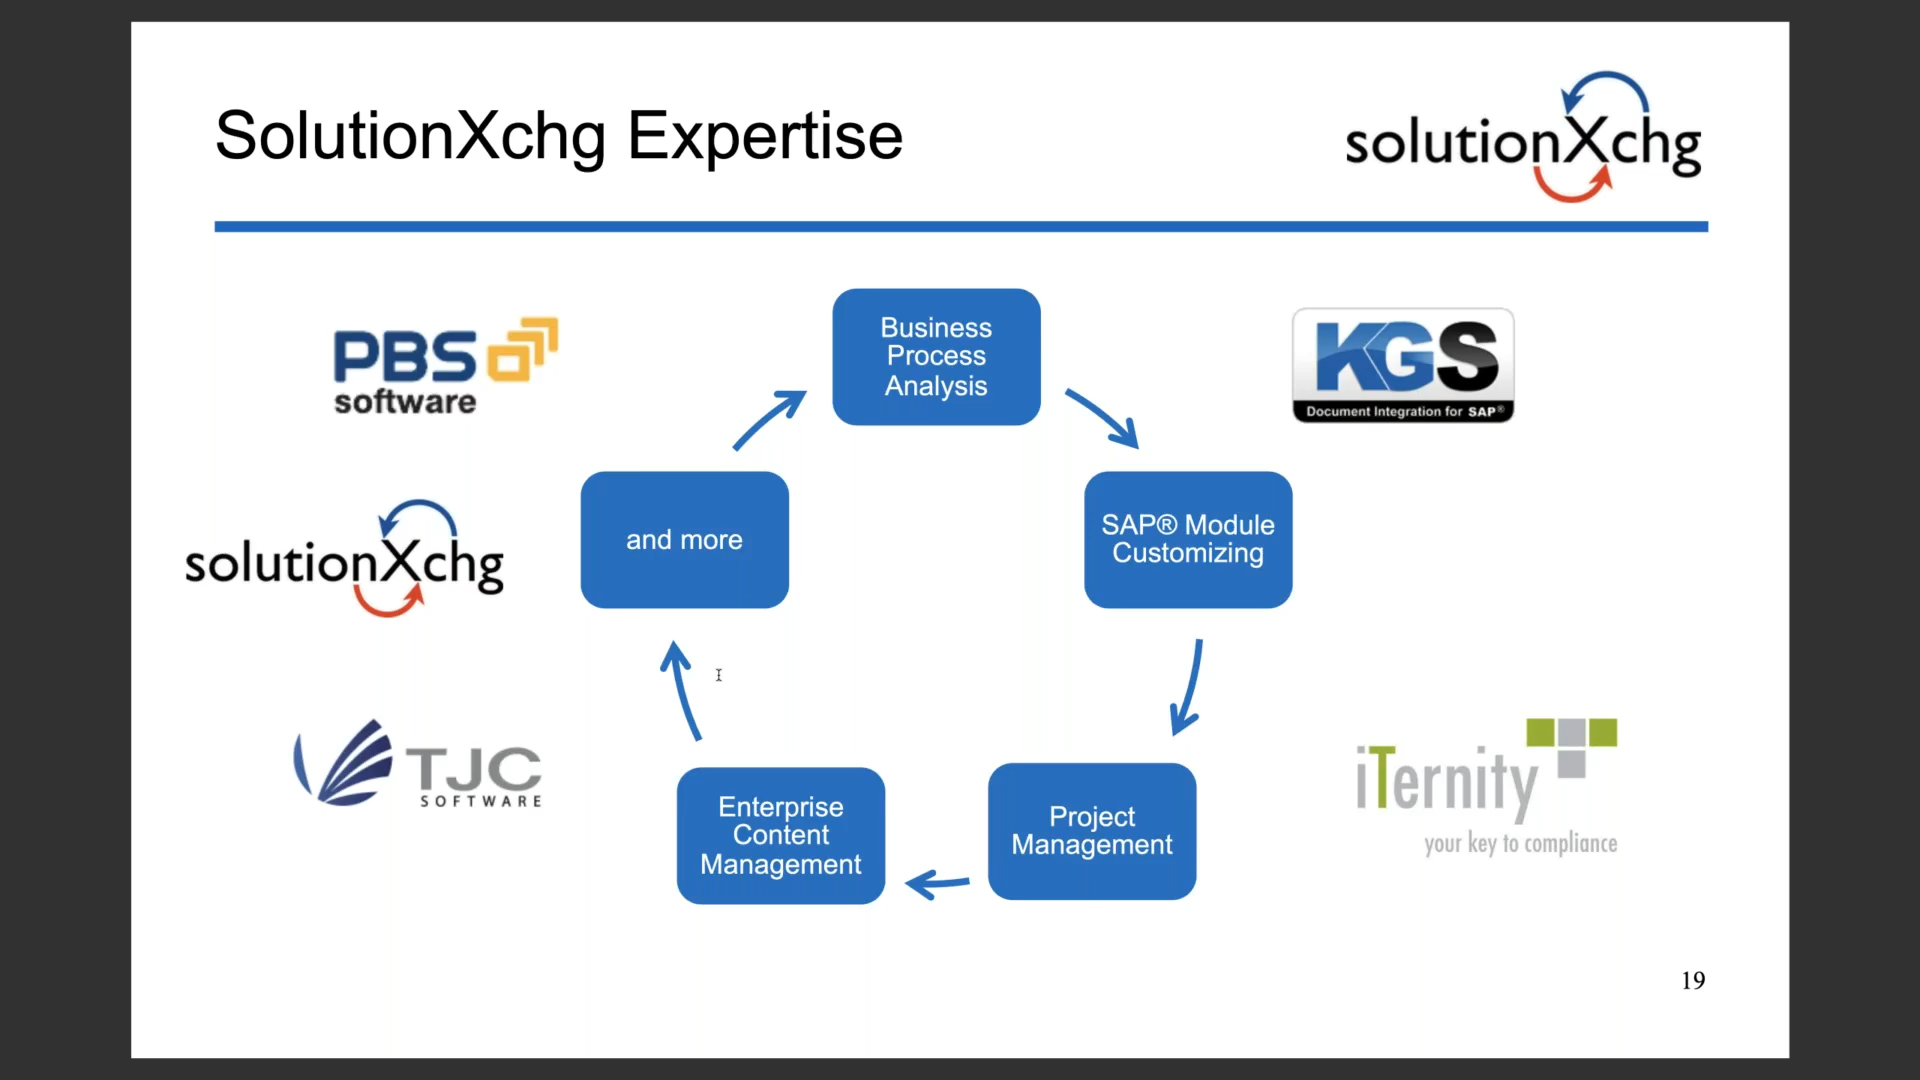 SolutionXchg Expertise
solutionXchg
PBS
software
Business
Process
Analysis
KGS
Document Integration for SAP®
solutionXchg
and more
SAP® Module
Customizing
TJC
SOFTWARE
Enterprise
Content
Management
Project
Management
iTernity
your key to compliance
19